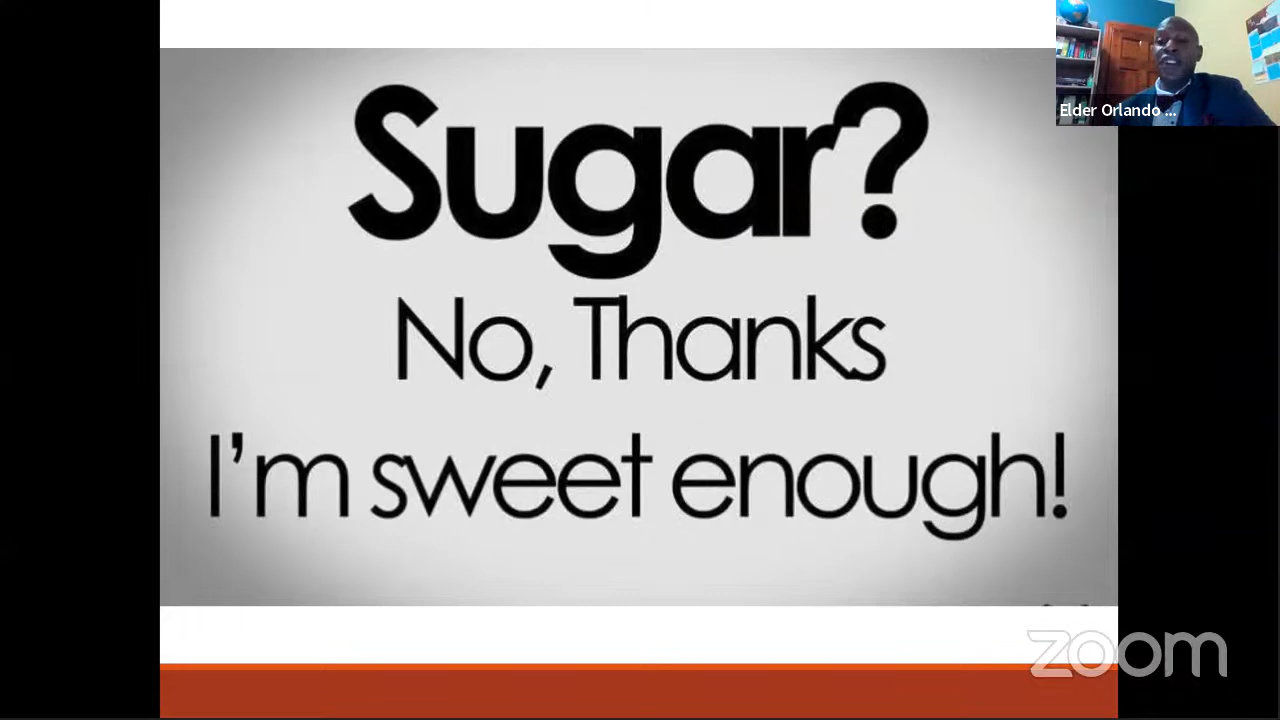 Sugar?
No, Thanks
I'm sweet enough!
Elder Orlando ...
zoom